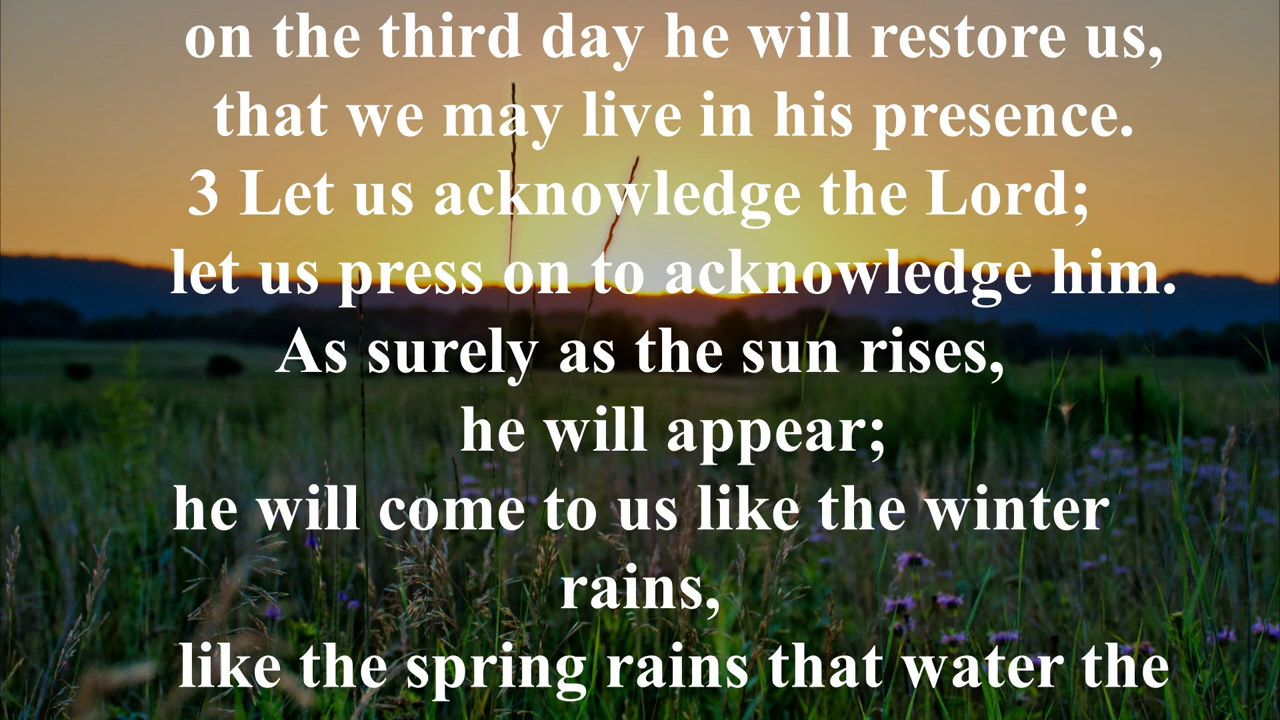 on the third day he will restore us,
that we may live in his presence.
3 Let us acknowledge the Lord;
let us press on to acknowledge him.
As surely as the sun rises,
he will appear;
he will come to us like the winter
rains,
like the spring rains that water the